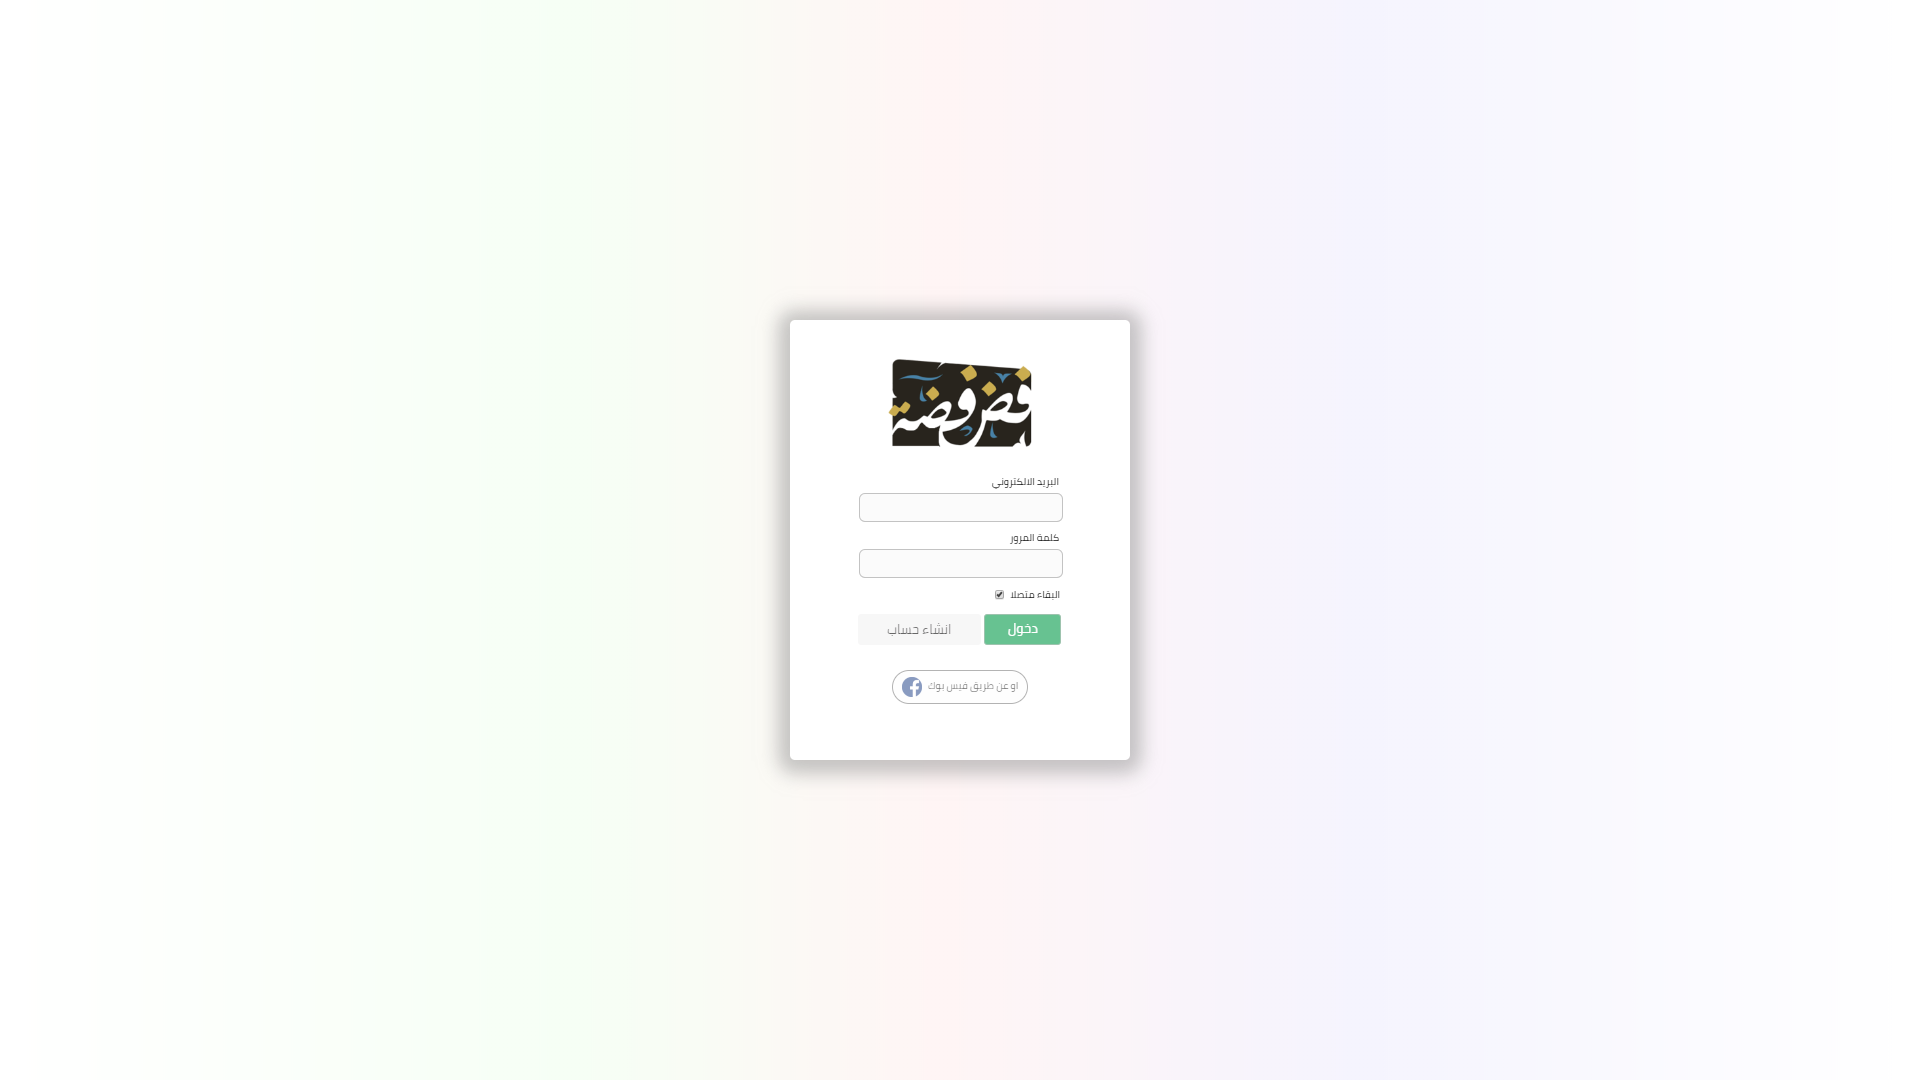 فضفضة
البريد الالكتروني
كلمة المرور
البقاء متصلا
دخول
انشاء حساب
او عن طريق فيس بوك